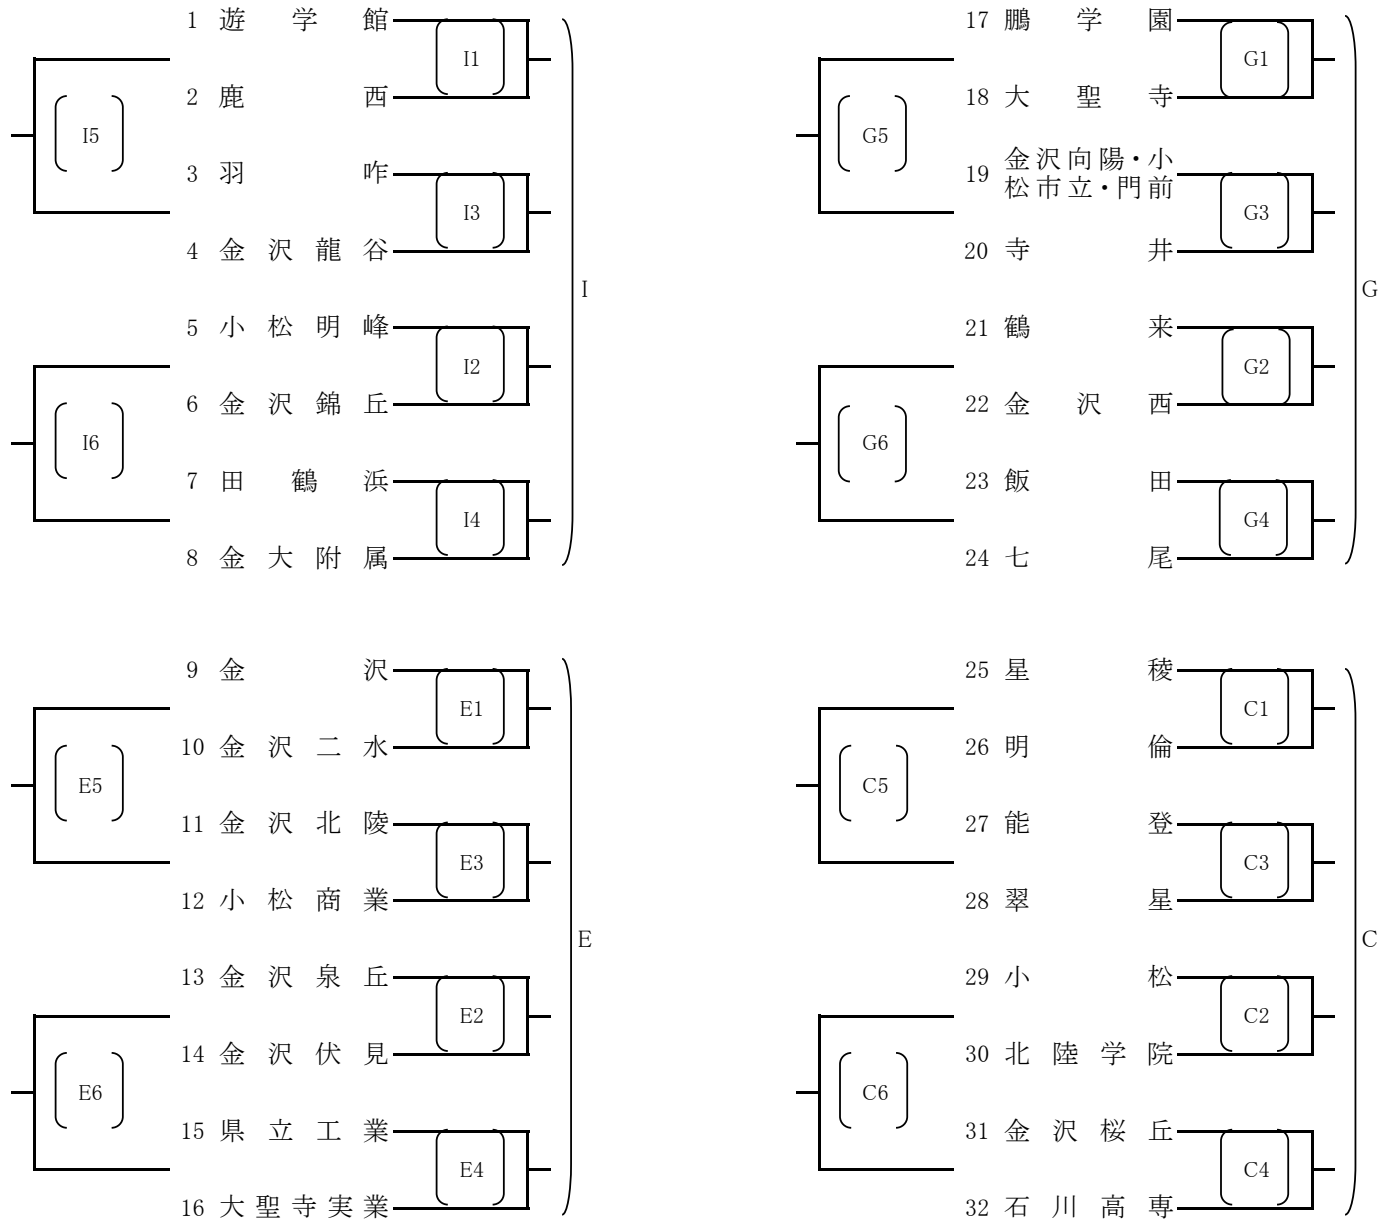 1 遊学館
I1
2 鹿西
I5
3 羽咋
I3
4 金沢龍谷
I
5 小松明峰
I2
6 金沢錦丘
I6
7 田鶴浜
I4
8 金大附属
9 金沢
E1
10 金沢二水
E5
11 金沢北陵
E3
12 小松商業
E
13 金沢泉丘
E2
14 金沢伏見
E6
15 県立工業
E4
16 大聖寺実業
17 鵬学園
G1
18 大聖寺
G5
19 金沢向陽・小
松市立・門前
G3
20 寺井
G
21 鶴来
G2
22 金沢西
G6
23 飯田
G4
24 七尾
25 星稜
C1
26 明倫
C5
27 能登
C3
28 翠星
C
29 小松
C2
30 北陸学院
C6
31 金沢桜丘
C4
32 石川高専